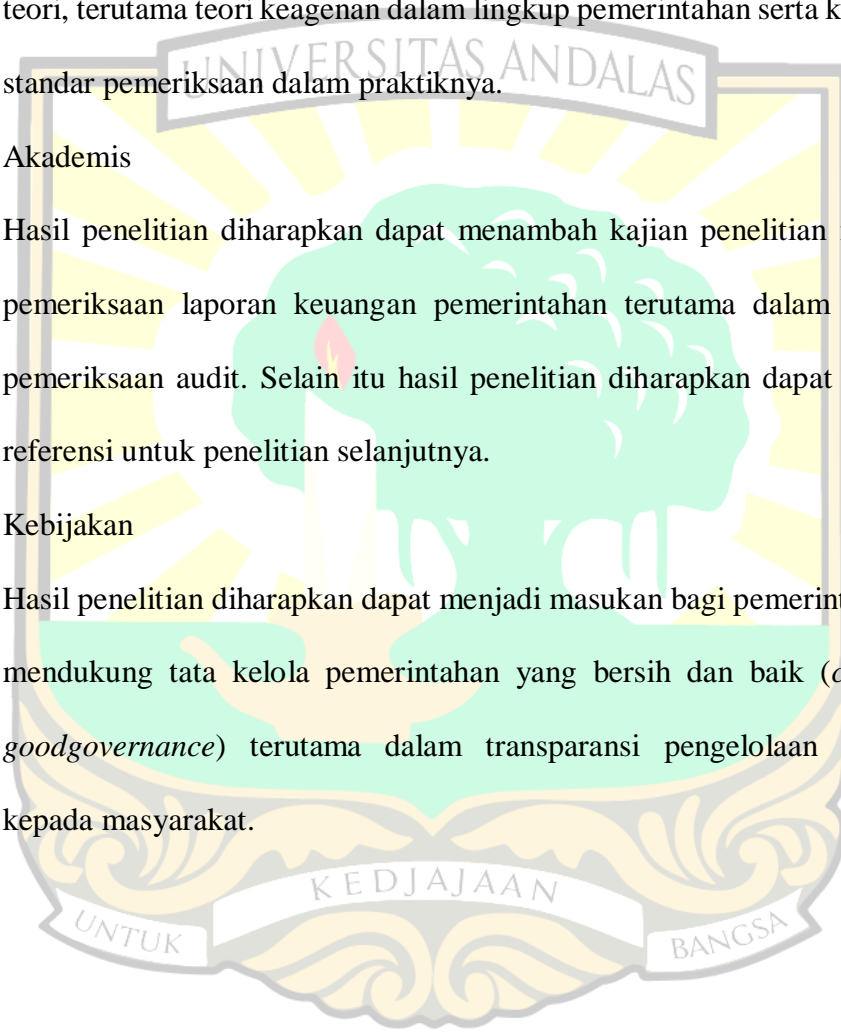 teori, terutama teori keagenan dalam lingkup pemerintahan serta k
UNIVERSITAS ANDALAS
standar pemeriksaan dalam praktiknya.
Akademis
Hasil penelitian diharapkan dapat menambah kajian penelitian
pemeriksaan laporan keuangan pemerintahan terutama dalam
pemeriksaan audit. Selain itu hasil penelitian diharapkan dapat
referensi untuk penelitian selanjutnya.
Kebijakan
Hasil penelitian diharapkan dapat menjadi masukan bagi pemerin
mendukung tata kelola pemerintahan yang bersih dan baik (
goodgovernance) terutama dalam transparansi pengelolaan
kepada masyarakat.
UNTUK KEDJAJAAN BANGSA